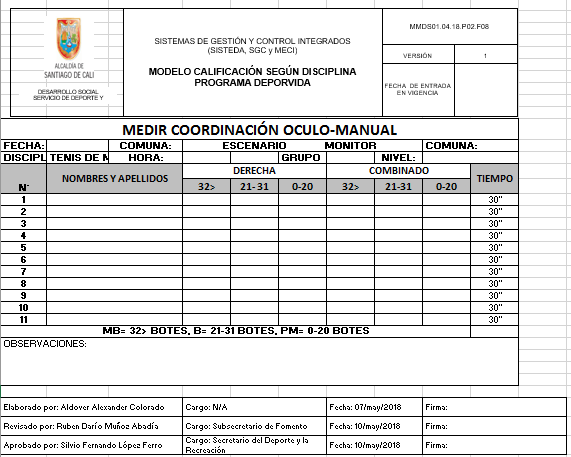 ALCALDÍA DE
SANTIAGO DE CALI
DESARROLLO SOCIAL
SERVICIO DE DEPORTE Y
SISTEMAS DE GESTIÓN Y CONTROL INTEGRADOS
(SISTEDA, SGC y MECI)
MODELO CALIFICACIÓN SEGÚN DISCIPLINA
PROGRAMA DEPORVIDA
MMDS01.04.18.P02.F08
VERSIÓN 1
FECHA DE ENTRADA
EN VIGENCIA
MEDIR COORDINACIÓN OCULO-MANUAL
FECHA: COMUNA: ESCENARIO MONITOR COMUNA:
DISCIPL TENIS DE M HORA: GRUPO NIVEL:
N° NOMBRES Y APELLIDOS DERECHA COMBINADO TIEMPO
32> 21-31 0-20 32> 21-31 0-20
1 30"
2 30"
3 30"
4 30"
5 30"
6 30"
7 30"
8 30"
9 30"
10 30"
11 30"
MB= 32> BOTES, B= 21-31 BOTES, PM= 0-20 BOTES
OBSERVACIONES:
Elaborado por: Aldover Alexander Colorado Cargo: N/A Fecha: 07/may/2018 Firma:
Revisado por: Ruben Darío Muñoz Abadía Cargo: Subsecretario de Fomento Fecha: 10/may/2018 Firma:
Aprobado por: Silvio Fernando López Ferro Cargo: Secretario del Deporte y la
Recreación Fecha: 10/may/2018 Firma: